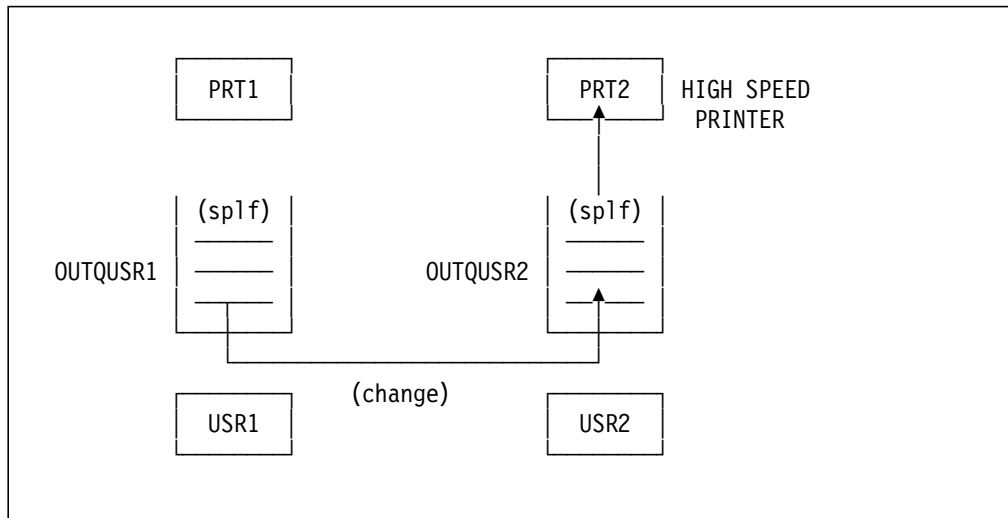 PRT1 PRT2 HIGH SPEED
PRINTER
(splf) (splf)
OUTQUSR1 OUTQUSR2
(change)
USR1 USR2